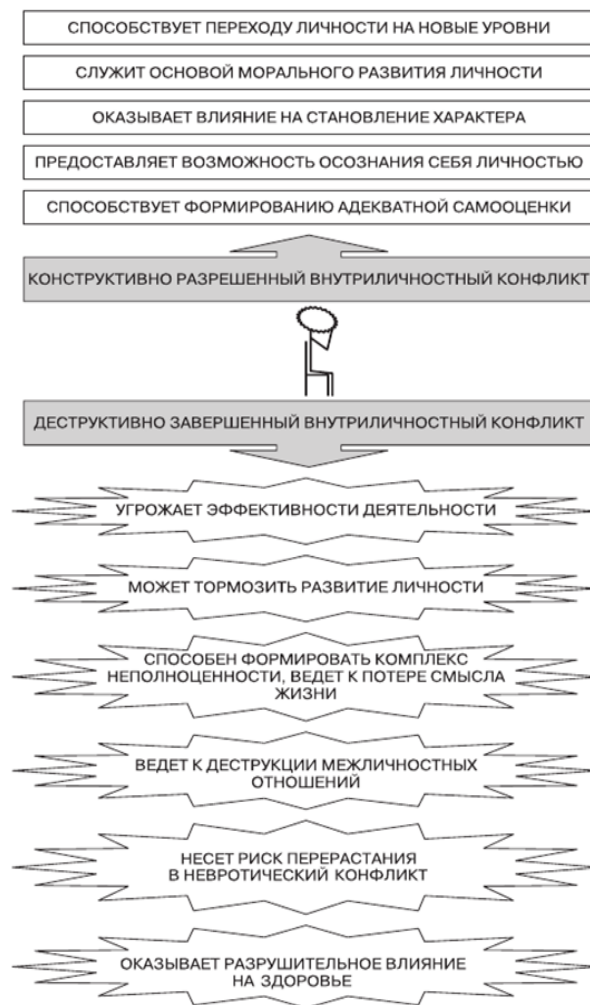 СПОСОБСТВУЕТ ПЕРЕХОДУ ЛИЧНОСТИ НА НОВЫЕ УРОВНИ
СЛУЖИТ ОСНОВОЙ МОРАЛЬНОГО РАЗВИТИЯ ЛИЧНОСТИ
ОКАЗЫВАЕТ ВЛИЯНИЕ НА СТАНОВЛЕНИЕ ХАРАКТЕРА
ПРЕДОСТАВЛЯЕТ ВОЗМОЖНОСТЬ ОСОЗНАНИЯ СЕБЯ ЛИЧНОСТЬЮ
СПОСОБСТВУЕТ ФОРМИРОВАНИЮ АДЕКВАТНОЙ САМООЦЕНКИ
КОНСТРУКТИВНО РАЗРЕШЕННЫЙ ВНУТРИЛИЧНОСТНЫЙ КОНФЛИКТ
ДЕСТРУКТИВНО ЗАВЕРШЕННЫЙ ВНУТРИЛИЧНОСТНЫЙ КОНФЛИКТ
УГРОЖАЕТ ЭФФЕКТИВНОСТИ ДЕЯТЕЛЬНОСТИ
МОЖЕТ ТОРМОЗИТЬ РАЗВИТИЕ ЛИЧНОСТИ
СПОСОБЕН ФОРМИРОВАТЬ КОМПЛЕКС
НЕПОЛНОЦЕННОСТИ, ВЕДЕТ К ПОТЕРЕ СМЫСЛА
ЖИЗНИ
ВЕДЕТ К ДЕСТРУКЦИИ МЕЖЛИЧНОСТНЫХ
ОТНОШЕНИЙ
НЕСЕТ РИСК ПЕРЕРАСТАНИЯ
В НЕВРОТИЧЕСКИЙ КОНФЛИКТ
ОКАЗЫВАЕТ РАЗРУШИТЕЛЬНОЕ ВЛИЯНИЕ
НА ЗДОРОВЬЕ